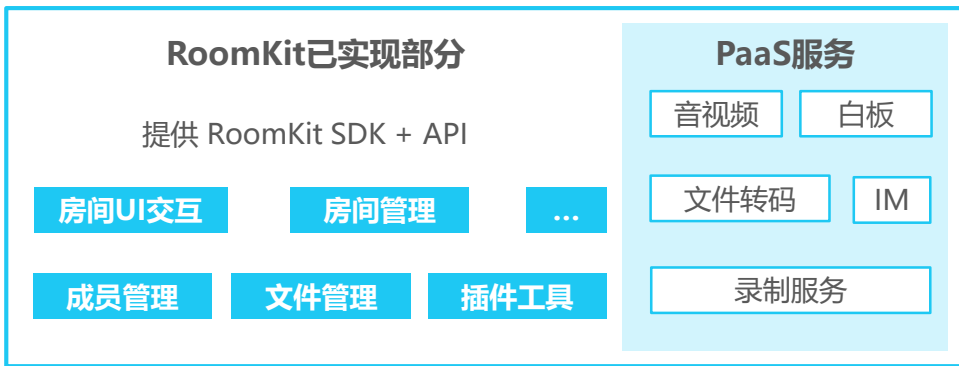 RoomKit已实现部分
提供 RoomKit SDK + API
房间UI交互
房间管理
...
成员管理
文件管理
插件工具
PaaS服务
音视频
白板
文件转码
IM
录制服务